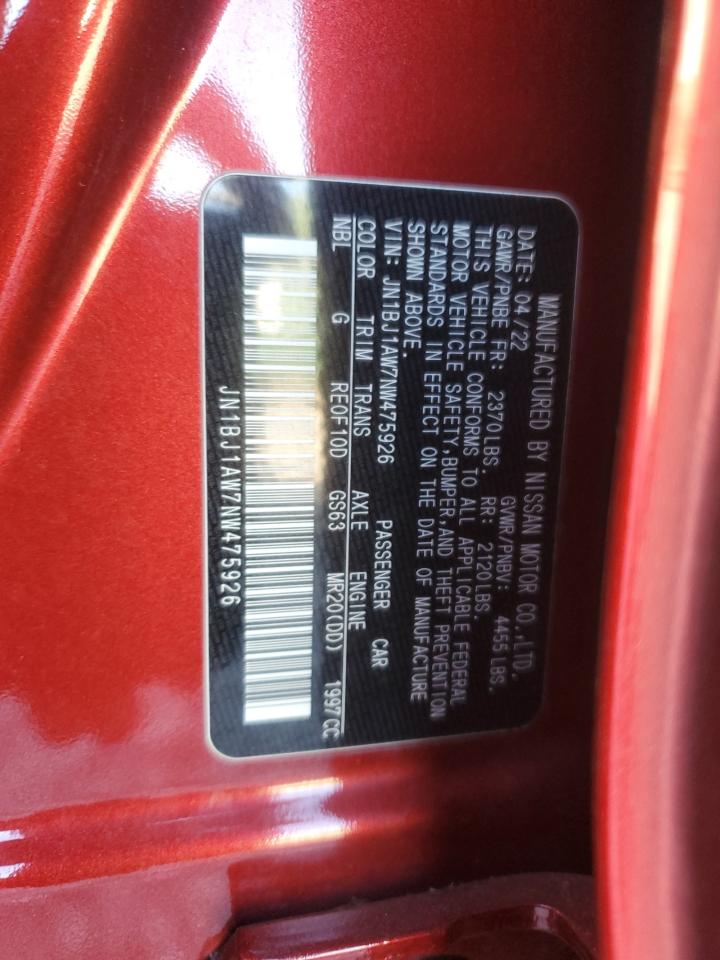 MANUFACTURED BY NISSAN MOTOR CO.,LTD.
DATE: 04/22 GVWR/PNBV: 4455 LBS.
GAWR/PNBE FR: 2370LBS. RR: 2120LBS.
THIS VEHICLE CONFORMS TO ALL APPLICABLE FEDERAL
MOTOR VEHICLE SAFETY,BUMPER,AND THEFT PREVENTION
STANDARDS IN EFFECT ON THE DATE OF MANUFACTURE
SHOWN ABOVE.
VIN: JN1BJ1AW7NW475926 PASSENGER CAR
COLOR TRIM TRANS AXLE ENGINE
NBL G RE0F10D GS63 MR20(DD) 1997CC
JN1BJ1AW7NW475926